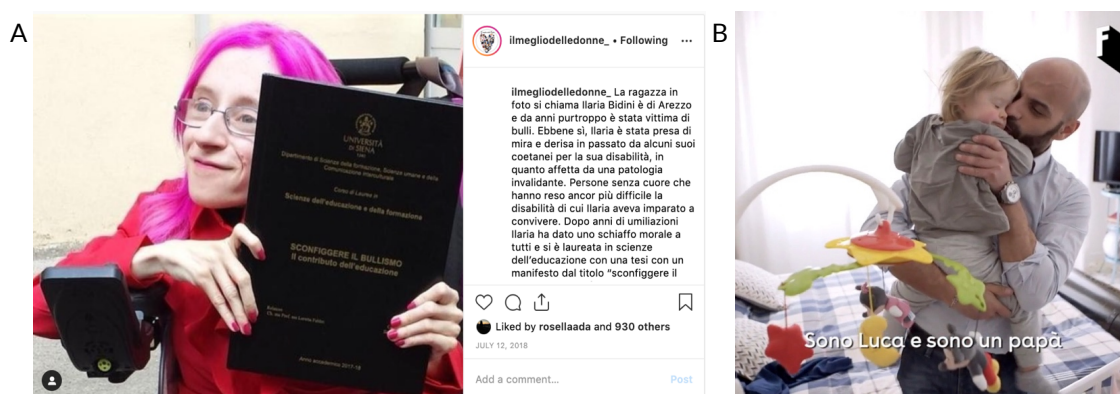 A
UNIVERSITÀ
DI SIENA
1240
Dipartimento di Scienze della formazione, Scienze umane e della
Comunicazione interculturale
Corso di Laurea in
Scienze dell'educazione e della formazione
SCONFIGGERE IL BULLISMO
Il contributo dell'educazione
Relatore
Anno accademico 2017-18
ilmegliodelledonne_ • Following
ilmegliodelledonne_ La ragazza in
foto si chiama Ilaria Bidini è di Arezzo
e da anni purtroppo è stata vittima di
bulli. Ebbene sì, Ilaria è stata presa di
mira e derisa in passato da alcuni suoi
coetanei per la sua disabilità, in
quanto affetta da una patologia
invalidante. Persone senza cuore che
hanno reso ancor più difficile la
disabilità di cui Ilaria aveva imparato a
convivere. Dopo anni di umiliazioni
Ilaria ha dato uno schiaffo morale a
tutti e si è laureata in scienze
dell'educazione con una tesi con un
manifesto dal titolo "sconfiggere il
Liked by rosellaada and 930 others
JULY 12, 2018
Add a comment... Post
B
F
Sono Luca e sono un papà